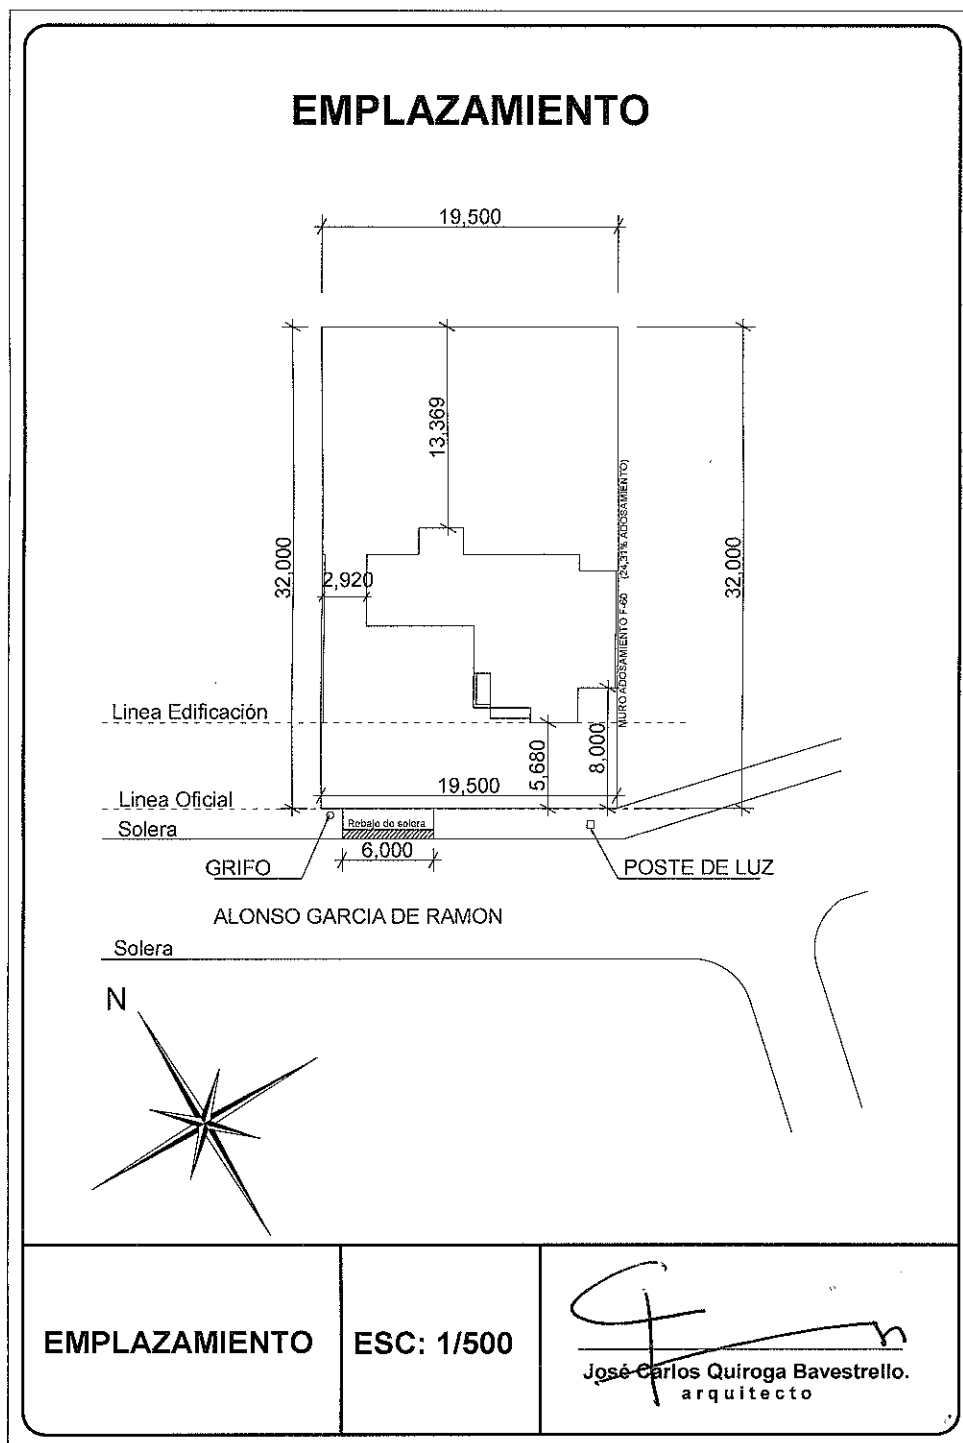 EMPLAZAMIENTO
19,500
13,369
32,000
2,920
MURO ADOSAMIENTO F-60 (24,31% ADOSAMIENTO)
32,000
Linea Edificación
5,680
8,000
19,500
Linea Oficial
Solera
Rebaje de solera
6,000
GRIFO
POSTE DE LUZ
ALONSO GARCIA DE RAMON
Solera
N
EMPLAZAMIENTO
ESC: 1/500
José Carlos Quiroga Bavestrello.
arquitecto